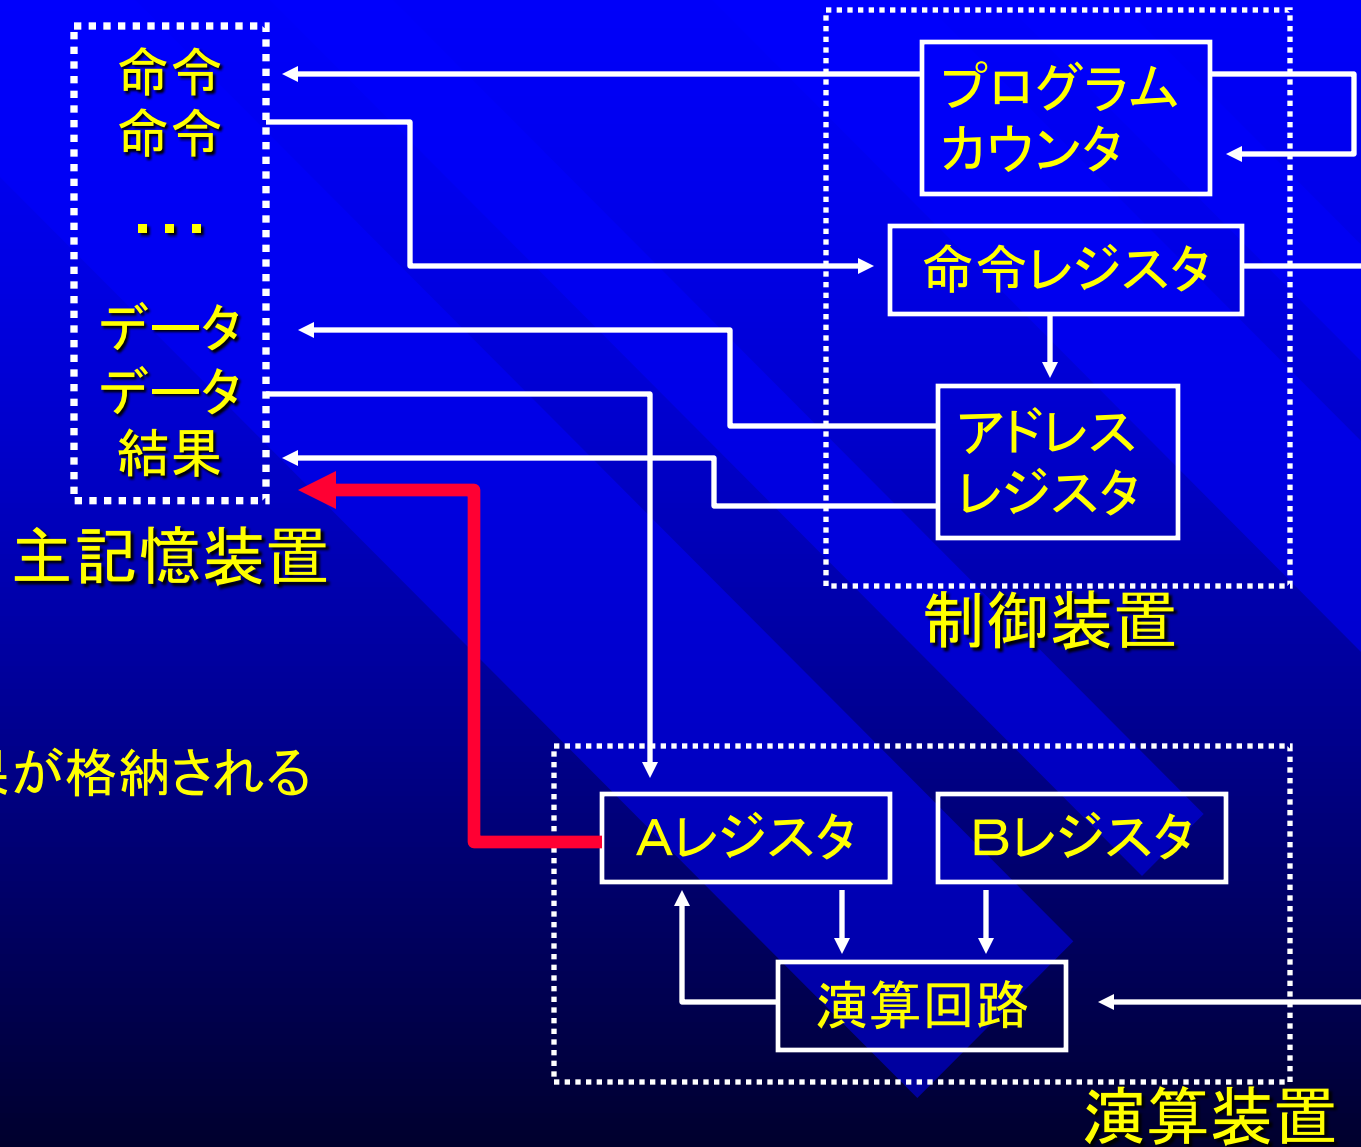 命令
命令
・・・
データ
データ
結果
主記憶装置
プログラム
カウンタ
命令レジスタ
アドレス
レジスタ
制御装置
が格納される
Aレジスタ
Bレジスタ
演算回路
演算装置